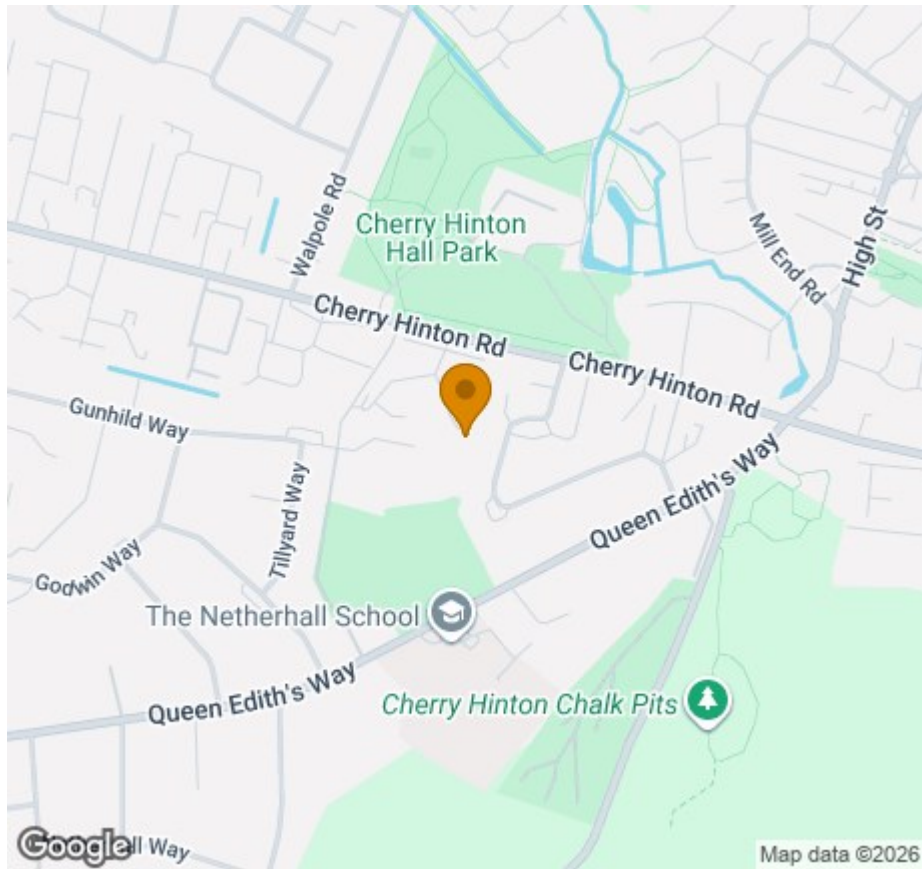 Cherry Hinton
Hall Park
Walpole Rd
Mill End Rd
High St
Cherry Hinton Rd
Cherry Hinton Rd
Gunhild Way
Tillyard Way
Queen Edith's Way
Godwin Way
The Netherhall School
Queen Edith's Way
Cherry Hinton Chalk Pits
Way
Google
Map data ©2026